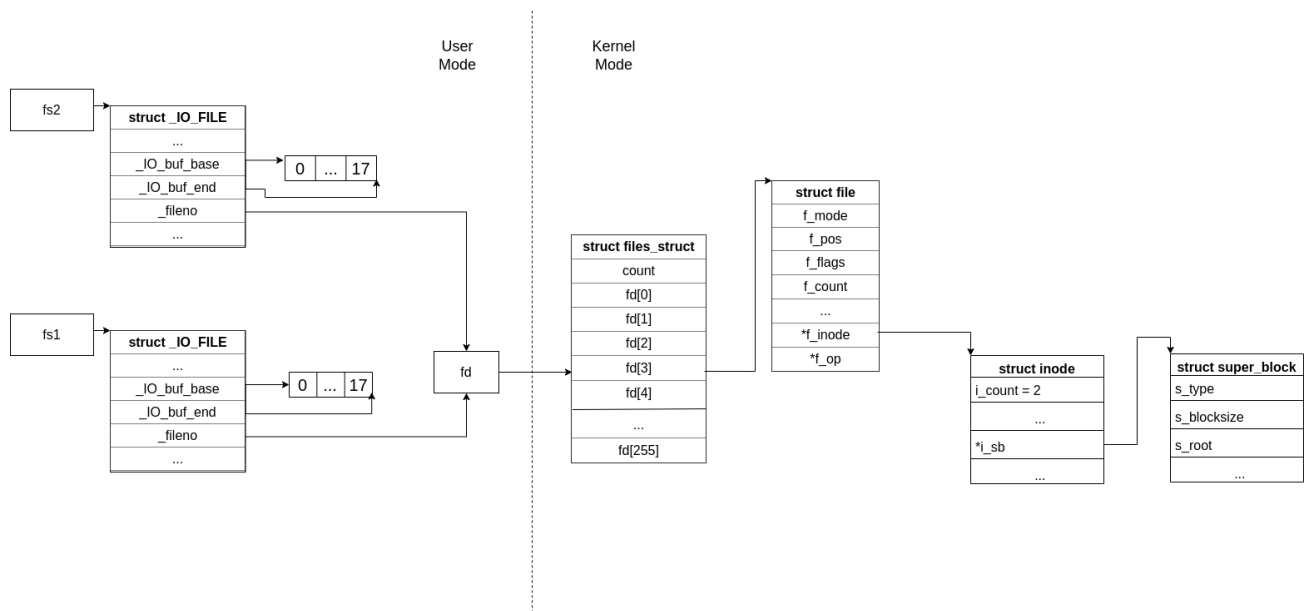 User
Mode
Kernel
Mode
fs2
struct _IO_FILE
...
_IO_buf_base
_IO_buf_end
_fileno
...
0 ... 17
fs1
struct _IO_FILE
...
_IO_buf_base
_IO_buf_end
_fileno
...
0 ... 17
fd
struct files_struct
count
fd[0]
fd[1]
fd[2]
fd[3]
fd[4]
...
fd[255]
struct file
f_mode
f_pos
f_flags
f_count
...
*f_inode
*f_op
struct inode
i_count = 2
...
*i_sb
...
struct super_block
s_type
s_blocksize
s_root
...